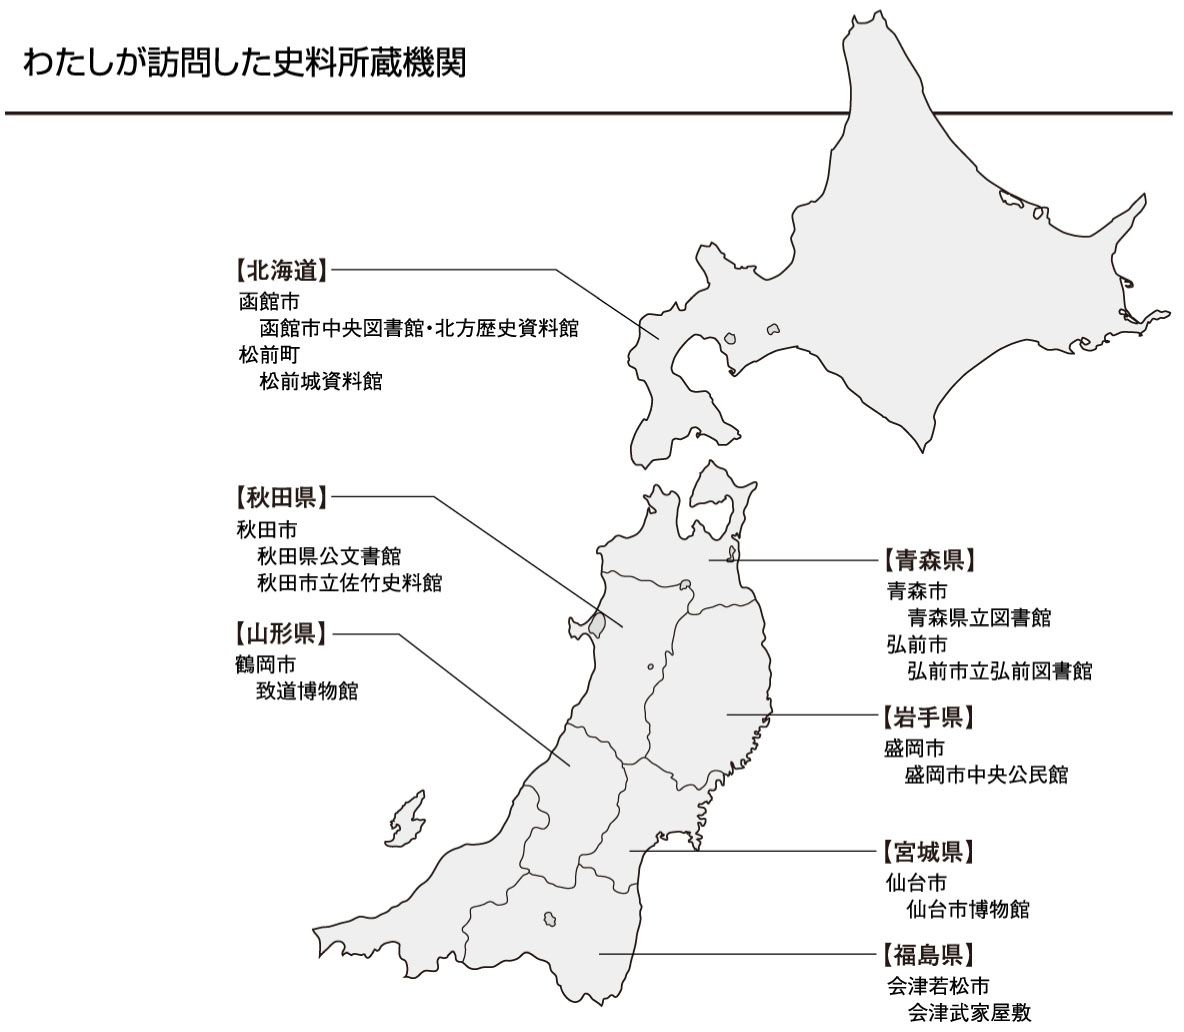 わたしが訪問した史料所蔵機関
【北海道】
函館市
函館市中央図書館・北方歴史資料館
松前町
松前城資料館
【秋田県】
秋田市
秋田県公文書館
秋田市立佐竹史料館
【山形県】
鶴岡市
致道博物館
【青森県】
青森市
青森県立図書館
弘前市
弘前市立弘前図書館
【岩手県】
盛岡市
盛岡市中央公民館
【宮城県】
仙台市
仙台市博物館
【福島県】
会津若松市
会津武家屋敷